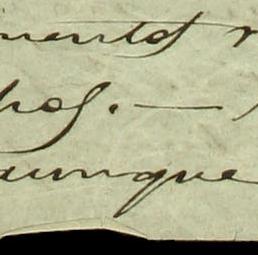 mentos r
hos. —
aunque